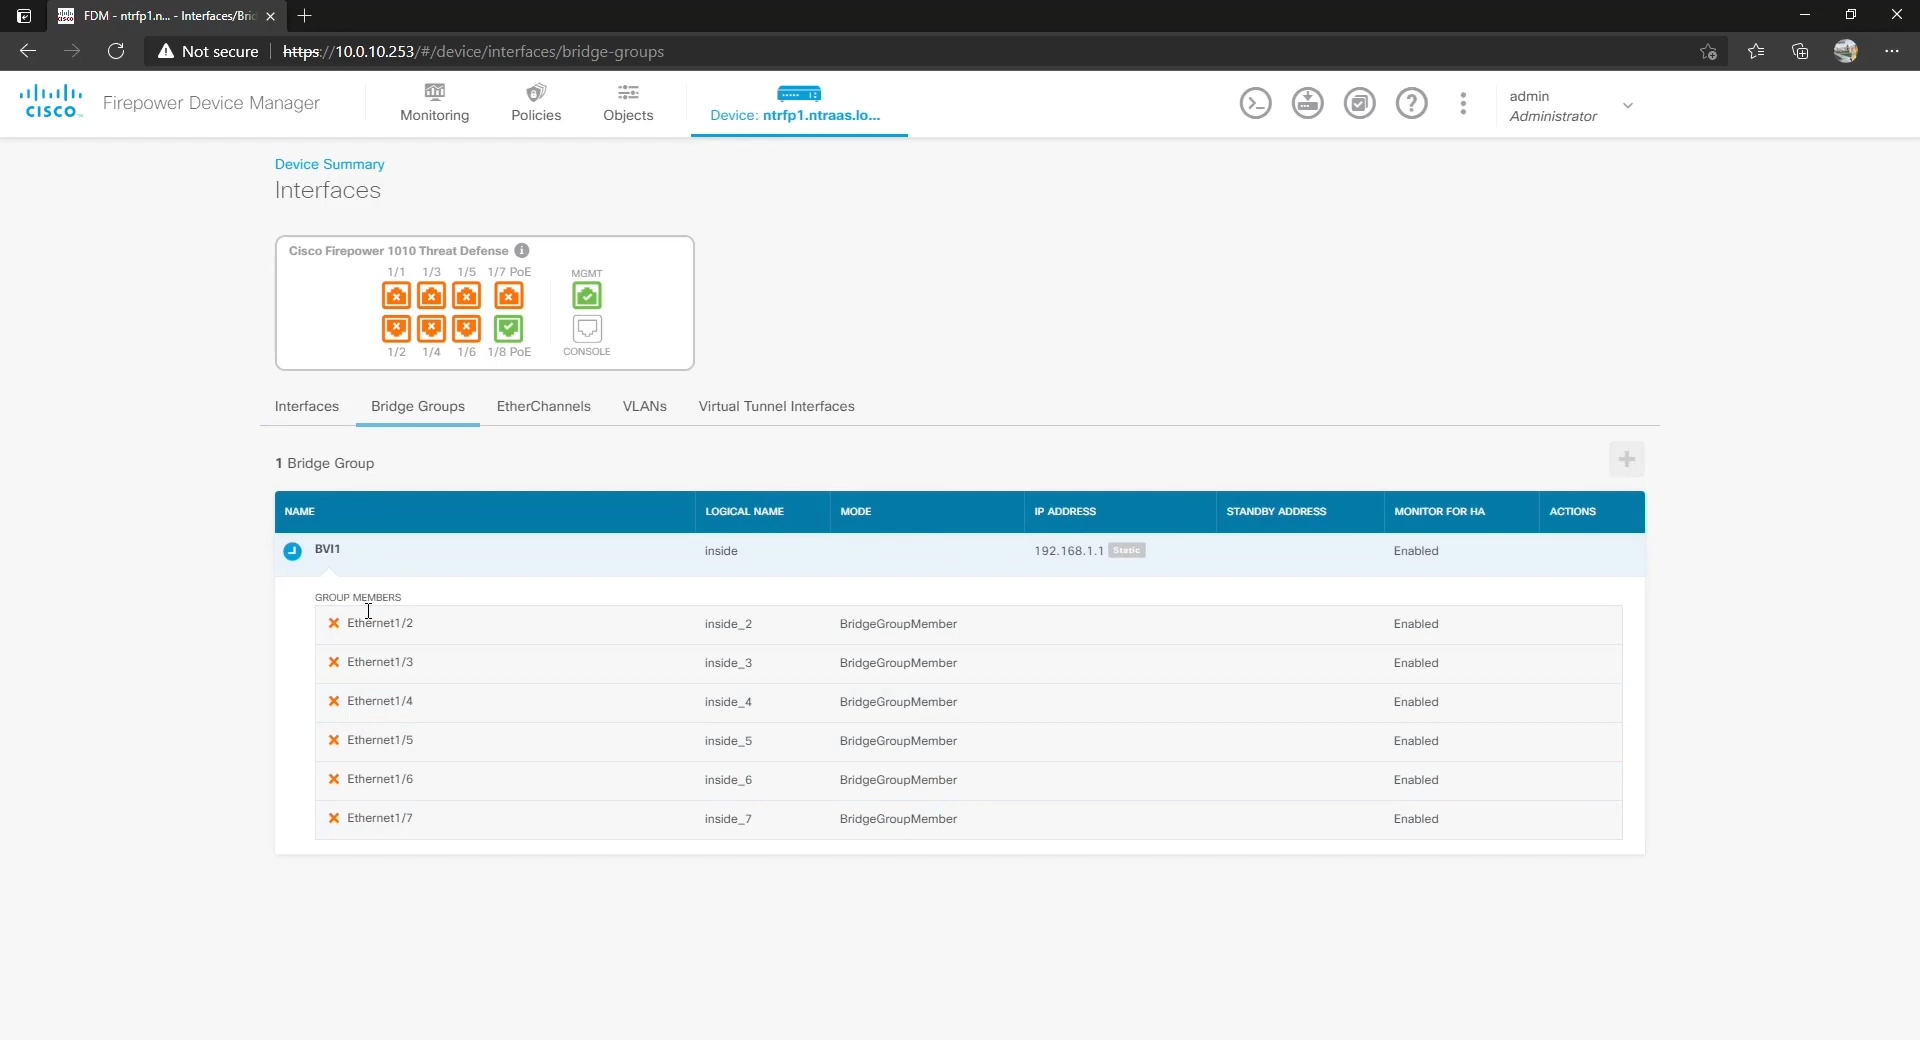 FDM - ntrfp1.n... - Interfaces/Bri
Not secure
https://10.0.10.253/#/device/interfaces/bridge-groups
CISCO
Firepower Device Manager
Monitoring
Policies
Objects
Device: ntrfp1.ntraas.lo...
admin
Administrator
Device Summary
Interfaces
Cisco Firepower 1010 Threat Defense
1/1 1/3 1/5 1/7 PoE MGMT
1/2 1/4 1/6 1/8 PoE CONSOLE
Interfaces Bridge Groups EtherChannels VLANs Virtual Tunnel Interfaces
1 Bridge Group
NAME LOGICAL NAME MODE IP ADDRESS STANDBY ADDRESS MONITOR FOR HA ACTIONS
BVI1 inside 192.168.1.1 Static Enabled
GROUP MEMBERS
Ethernet1/2 inside_2 BridgeGroupMember Enabled
Ethernet1/3 inside_3 BridgeGroupMember Enabled
Ethernet1/4 inside_4 BridgeGroupMember Enabled
Ethernet1/5 inside_5 BridgeGroupMember Enabled
Ethernet1/6 inside_6 BridgeGroupMember Enabled
Ethernet1/7 inside_7 BridgeGroupMember Enabled